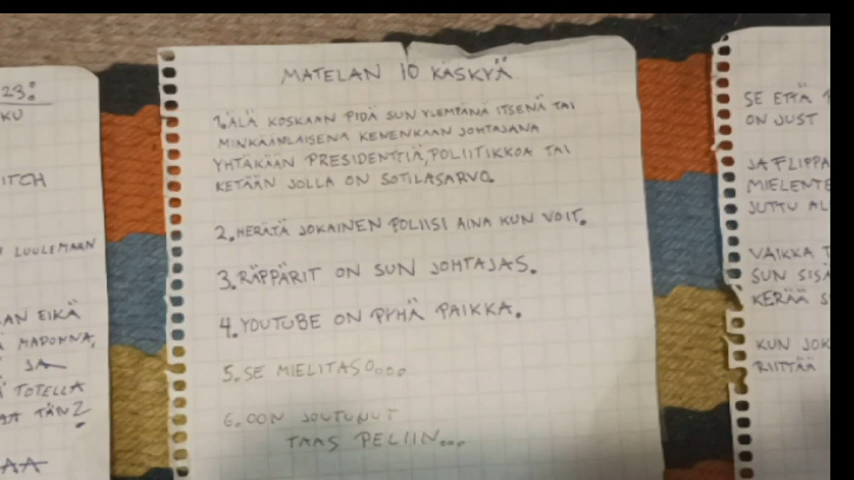 23:
KU
ITCH
LUULEMAAN
AN EIKÄ
MADONNA,
JA
TOTELLA
TÄN?
AA
MATELAN 10 KÄSKYÄ
1. ÄLÄ KOSKAAN PIDÄ SUN YLEMPÄNÄ ITSENÄ TAI
MINKÄÄNLAISENA KENENKÄÄN JOHTAJANA
YHTÄKÄÄN PRESIDENTTIÄ, POLIITIKKOA TAI
KETÄÄN JOLLA ON SOTILASARVO.
2. HERÄTÄ JOKAINEN POLIISI AINA KUN VOIT.
3. RÄPPÄRIT ON SUN JOHTAJAS.
4. YOUTUBE ON PYHÄ PAIKKA.
5. SE MIELITASO....
6. OON JOUTUNUT
TAAS PELIIN...
SE ETTÄ
ON JUST
JA FLIPPA
MIELENTE
JUTTU AL
VAIKKA T
SUN SISÄ
KERÄÄ S
KUN JOK
RIITTÄÄ